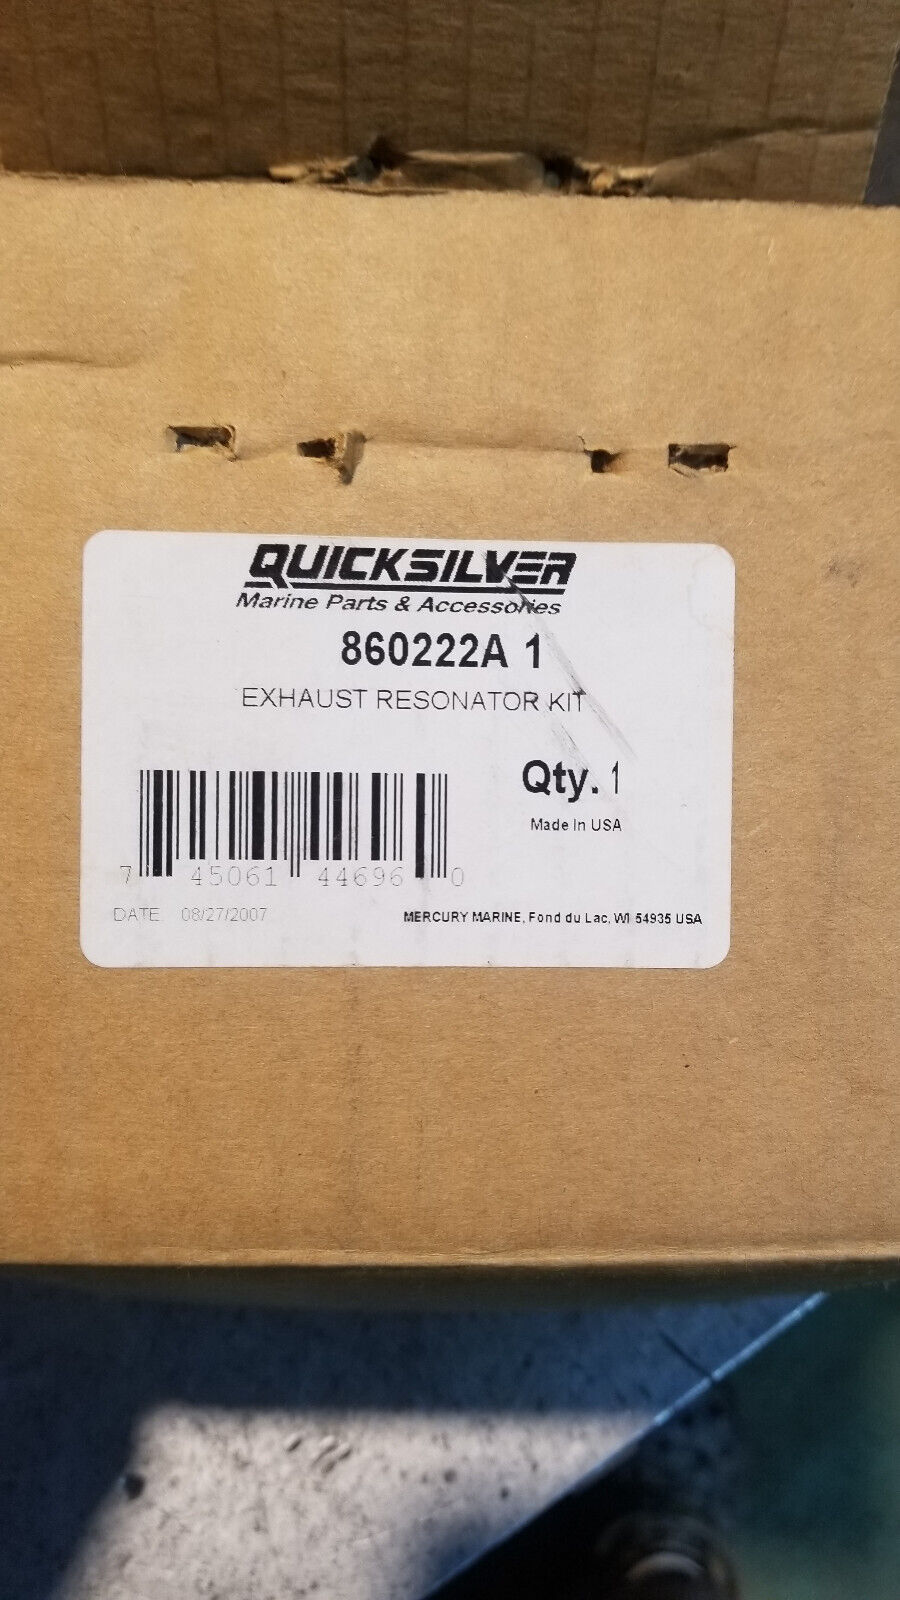 QUICKSILVER
Marine Parts & Accessories
860222A 1
EXHAUST RESONATOR KIT
Qty. 1
Made In USA
7 45061 44696 0
DATE 08/27/2007
MERCURY MARINE, Fond du Lac, WI 54935 USA